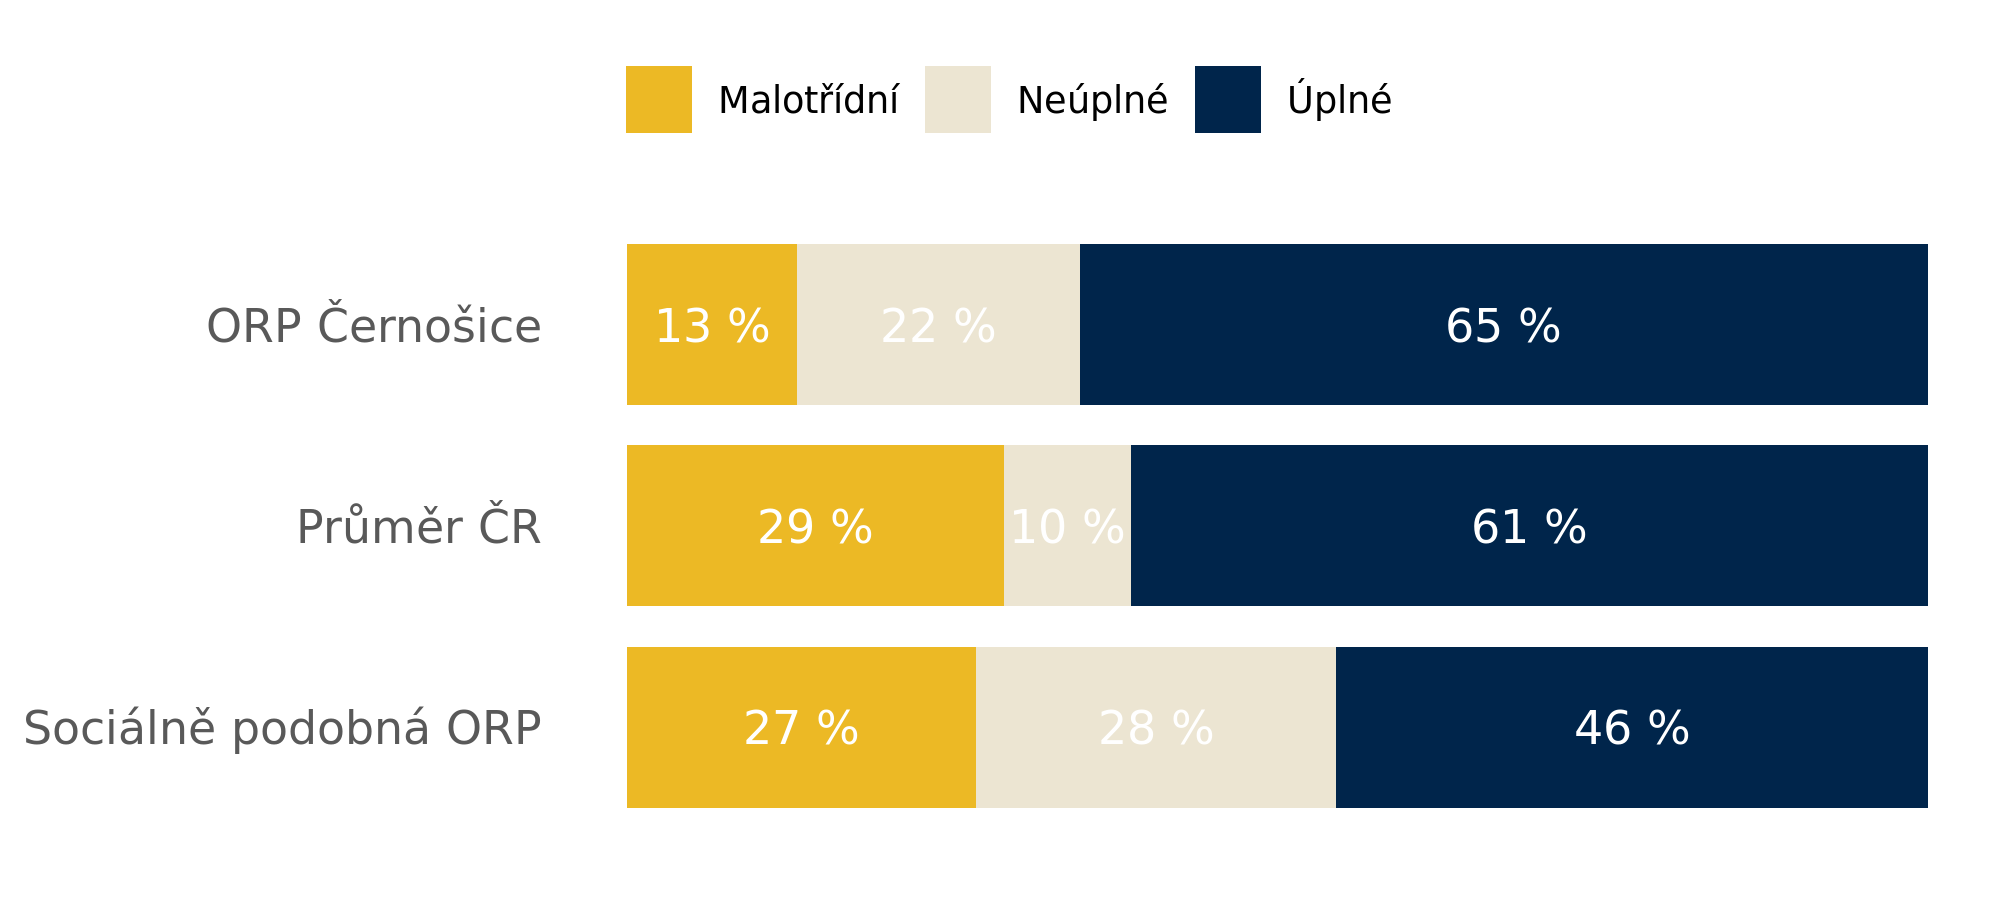 Malotřídní Neúplné Úplné
ORP Černošice 13 % 22 % 65 %
Průměr ČR 29 % 10 % 61 %
Sociálně podobná ORP 27 % 28 % 46 %